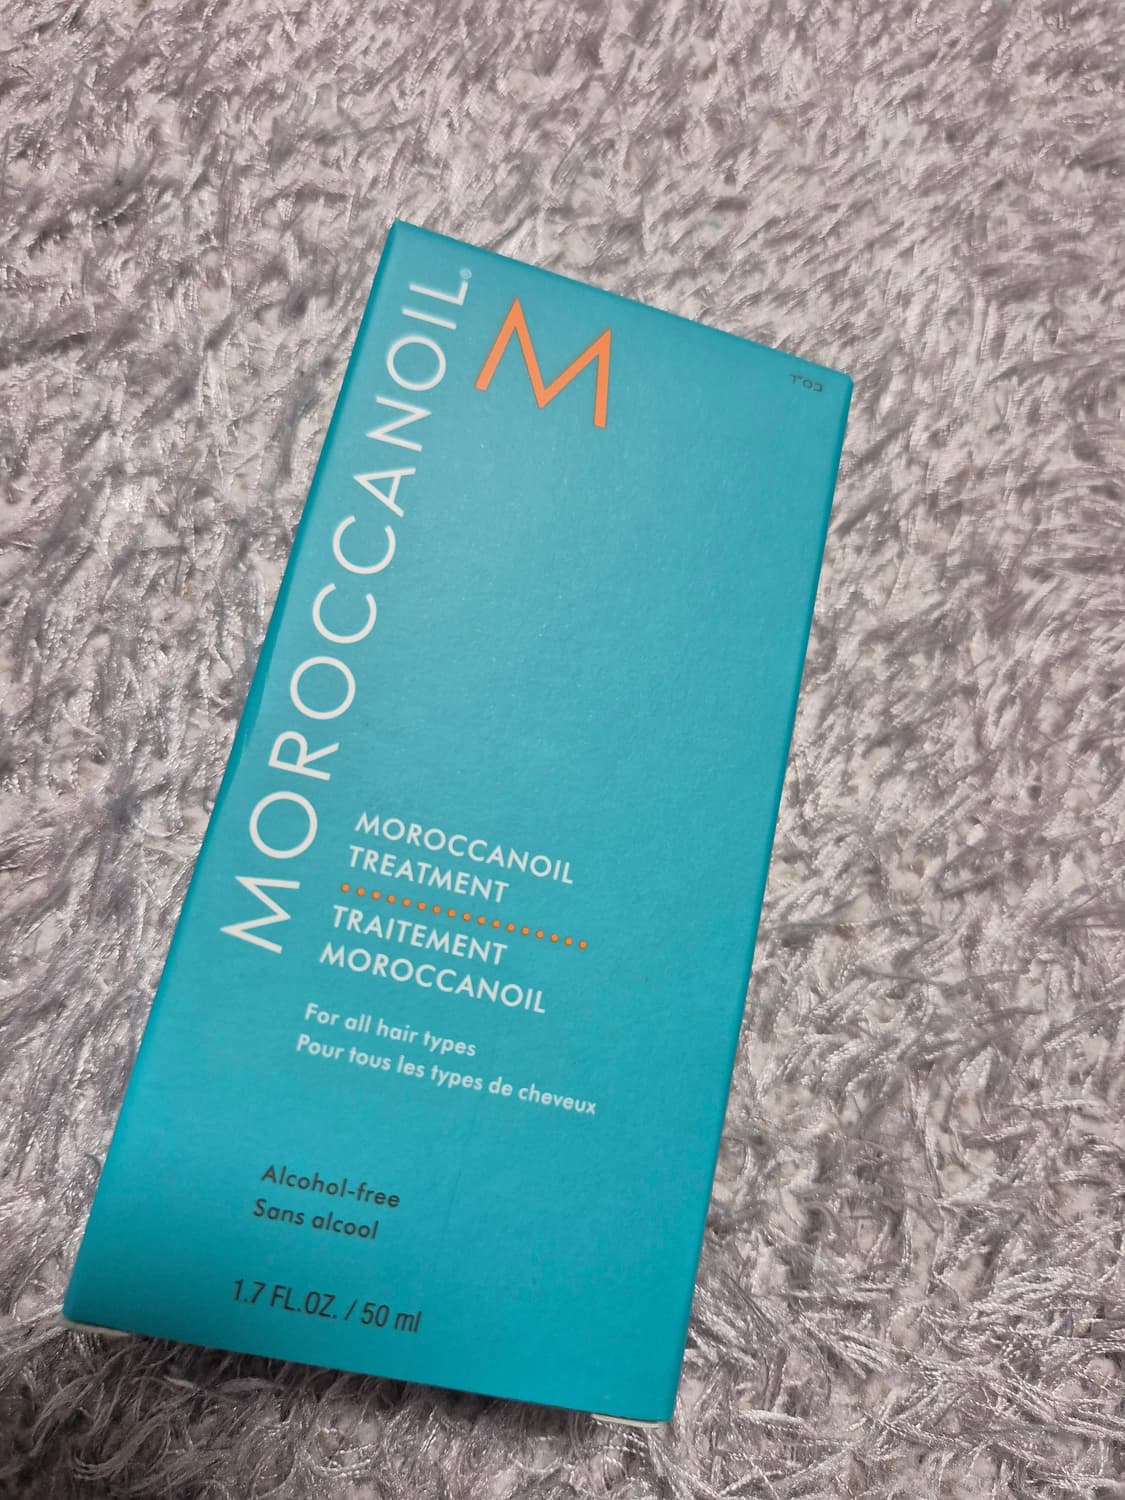 MOROCCANOIL®
M
כס"ד
MOROCCANOIL
TREATMENT
TRAITEMENT
MOROCCANOIL
For all hair types
Pour tous les types de cheveux
Alcohol-free
Sans alcool
1.7 FL.OZ. / 50 ml